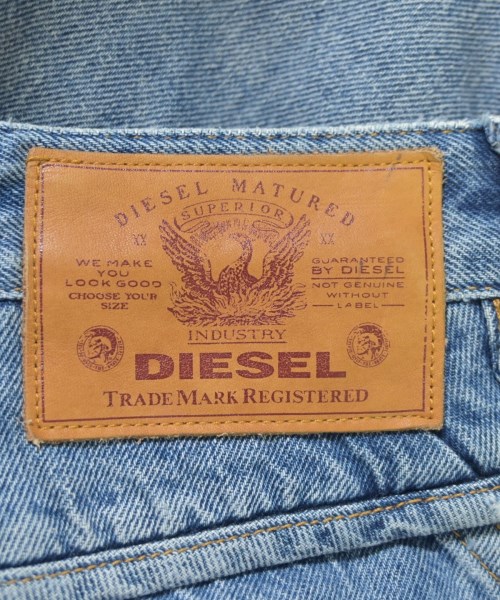 DIESEL MATURED
SUPERIOR
XX XX
WE MAKE
YOU
LOOK GOOD
CHOOSE YOUR
SIZE
GUARANTEED
BY DIESEL
NOT GENUINE
WITHOUT
LABEL
INDUSTRY
DIESEL
TRADE MARK REGISTERED